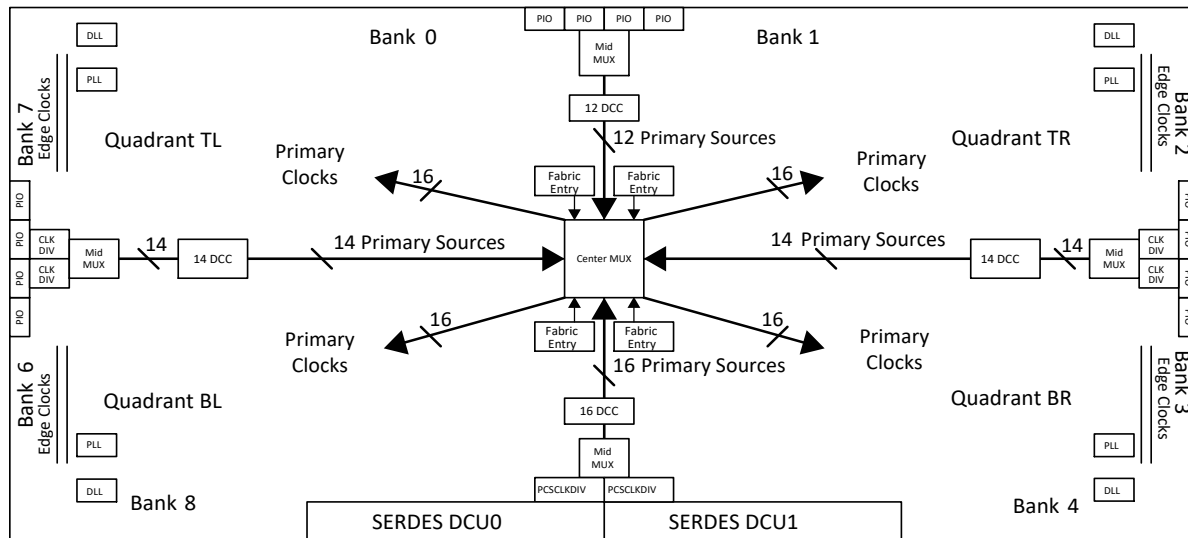 PIO PIO PIO PIO
Bank 0
Bank 1
DLL
DLL
Mid
MUX
PLL
PLL
Bank 7
Edge Clocks
Bank 2
Edge Clocks
12 DCC
Quadrant TL
12 Primary Sources
Quadrant TR
Primary
Clocks
16
Fabric
Entry
Fabric
Entry
16
Primary
Clocks
PIO
PIO
PIO
PIO
CLK
DIV
CLK
DIV
Mid
MUX
14
14 DCC
14 Primary Sources
Center MUX
14 Primary Sources
14 DCC
14
Mid
MUX
CLK
DIV
CLK
DIV
PIO
PIO
PIO
PIO
Primary
Clocks
16
Fabric
Entry
Fabric
Entry
16
Primary
Clocks
16 Primary Sources
Bank 6
Edge Clocks
Bank 3
Edge Clocks
Quadrant BL
16 DCC
Quadrant BR
PLL
Mid
MUX
PLL
DLL
Bank 8
PCSCLKDIV PCSCLKDIV
Bank 4
DLL
SERDES DCU0
SERDES DCU1